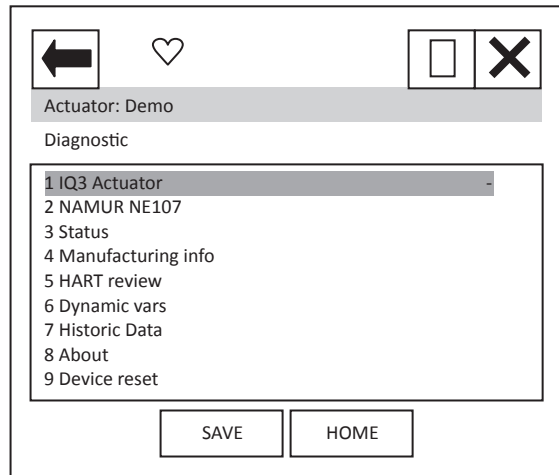 Actuator: Demo
Diagnostic
1 IQ3 Actuator -
2 NAMUR NE107
3 Status
4 Manufacturing info
5 HART review
6 Dynamic vars
7 Historic Data
8 About
9 Device reset
SAVE HOME